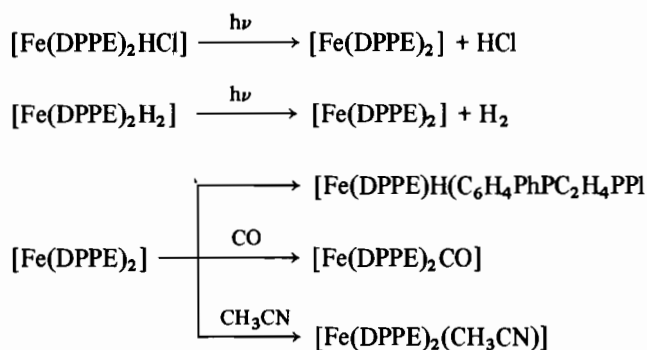 [Fe(DPPE)₂HCl] hν [Fe(DPPE)₂] + HCl
[Fe(DPPE)₂H₂] hν [Fe(DPPE)₂] + H₂
[Fe(DPPE)H(C₆H₄PhPC₂H₄PPl
[Fe(DPPE)₂] CO [Fe(DPPE)₂CO]
CH₃CN [Fe(DPPE)₂(CH₃CN)]